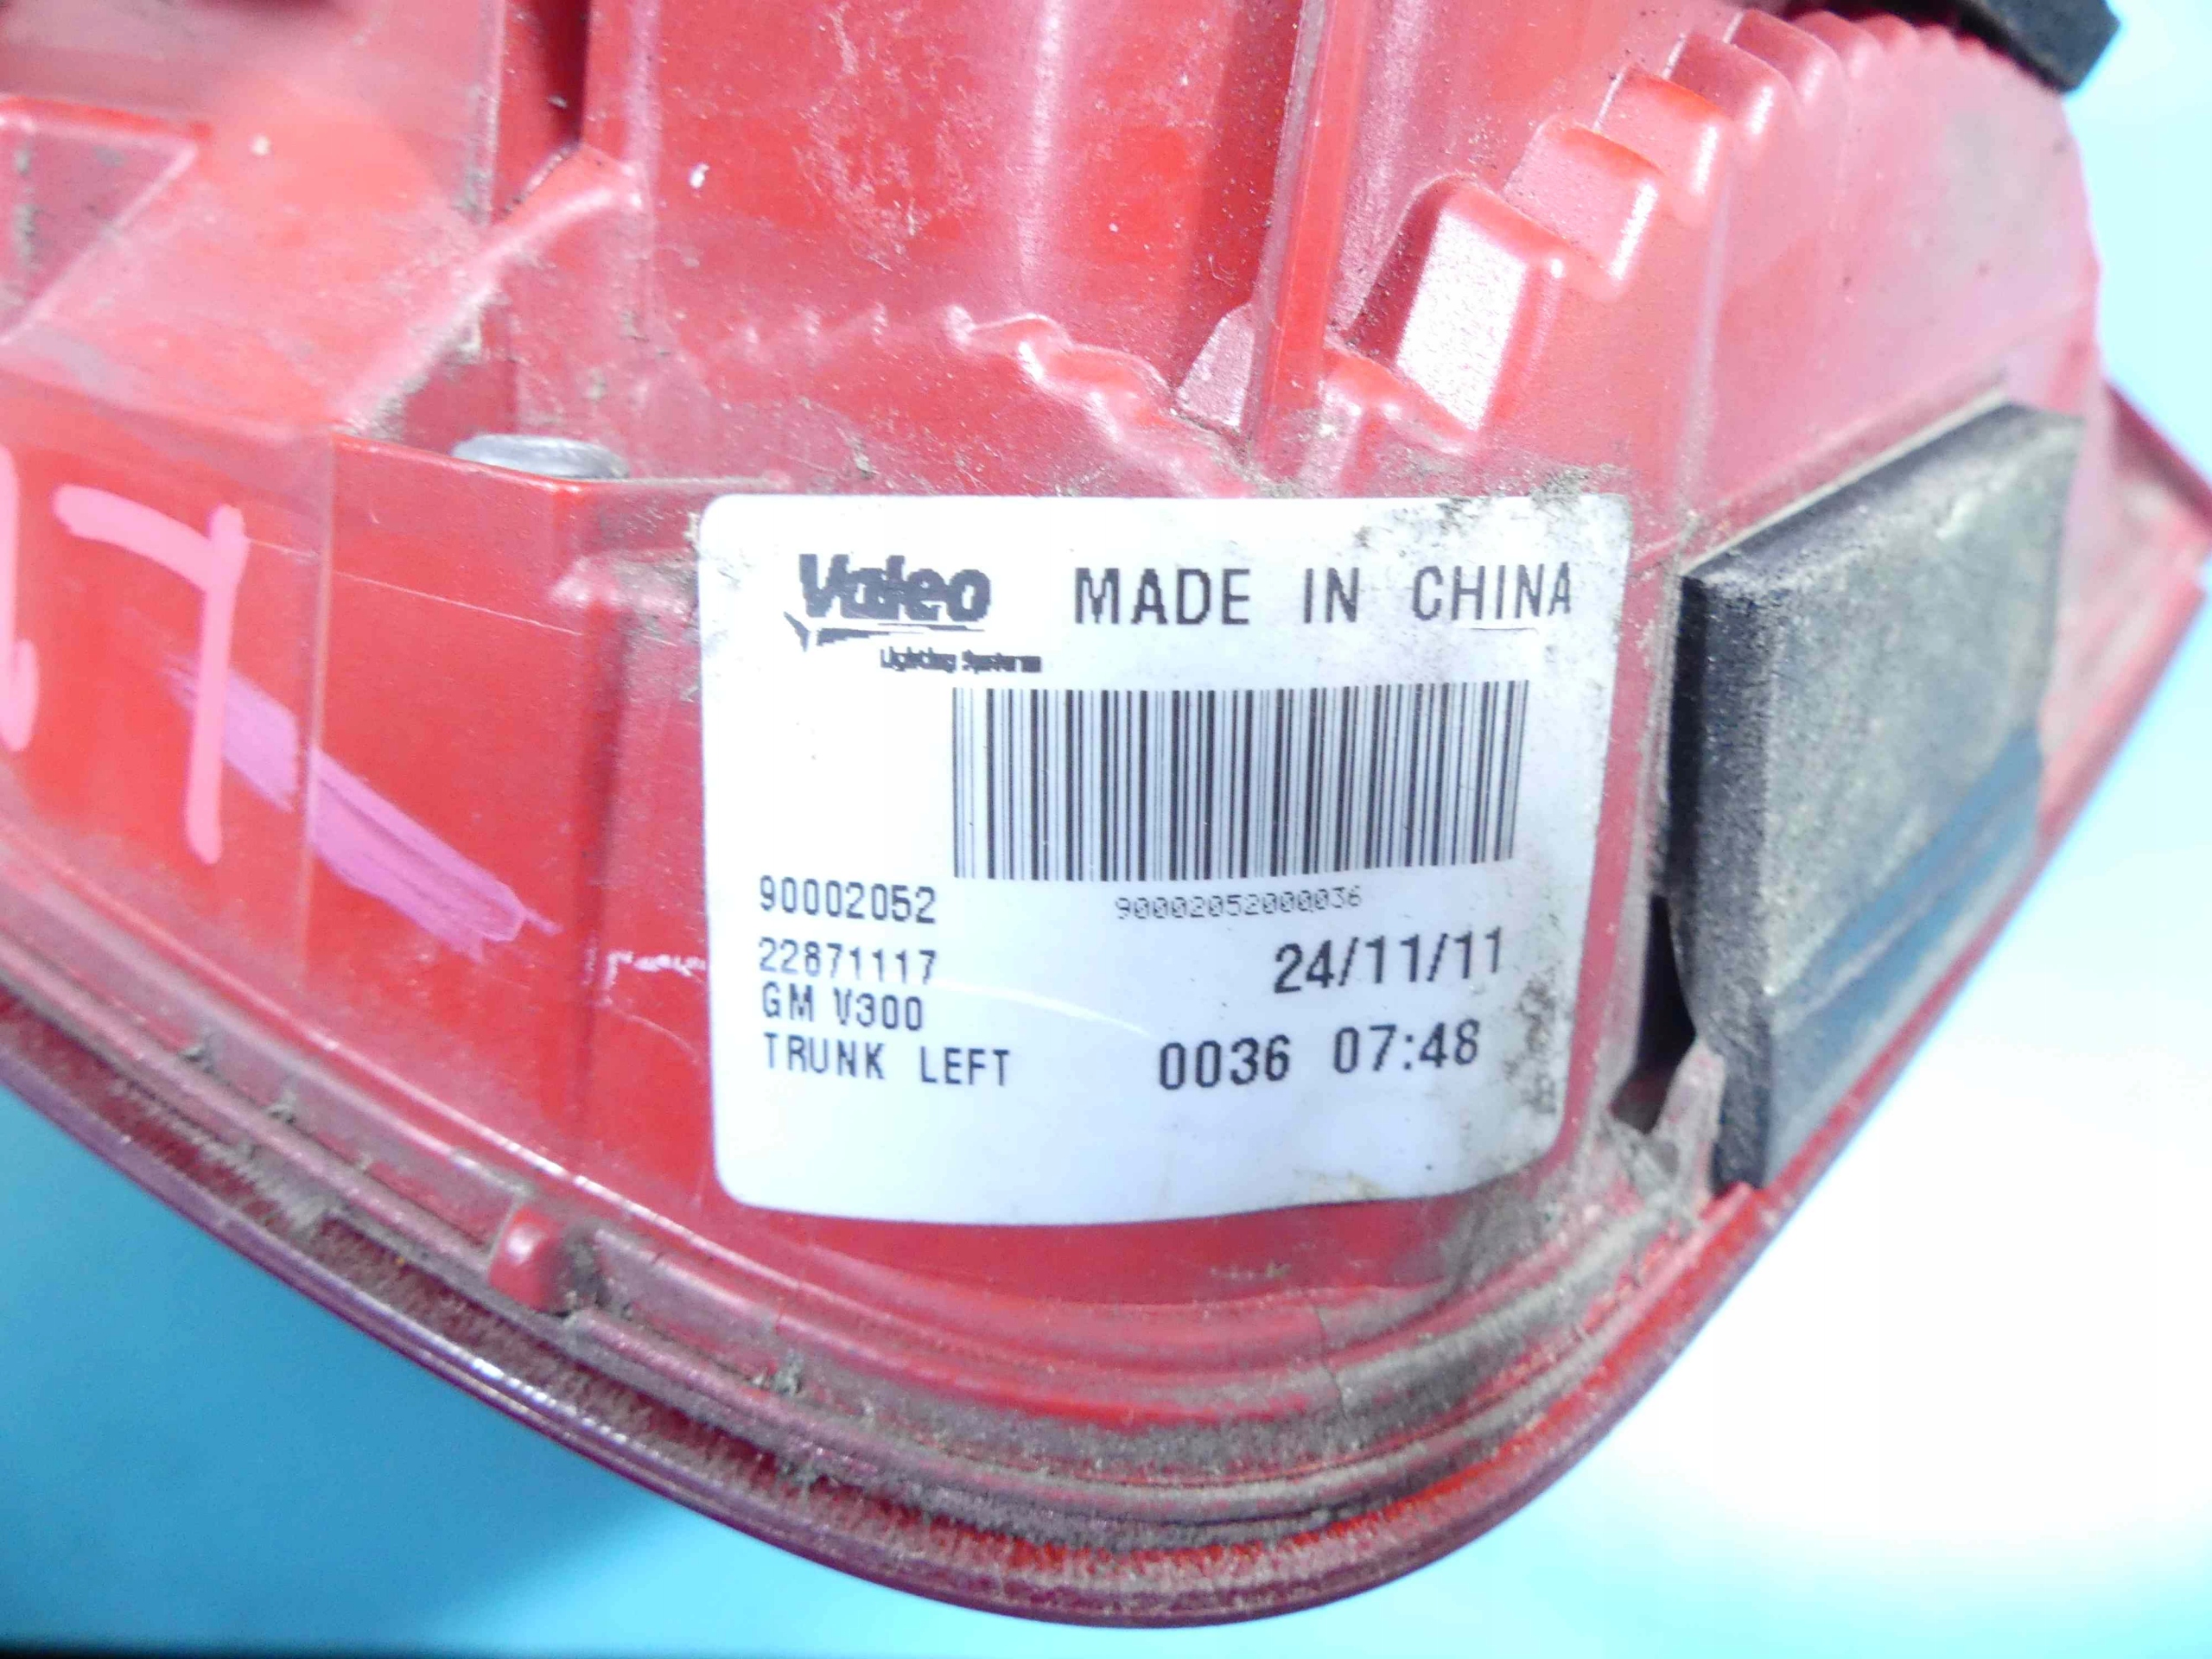 Valeo MADE IN CHINA
Lighting Systems
90002052 90002052000036
22871117 24/11/11
GM V300
TRUNK LEFT 0036 07:48